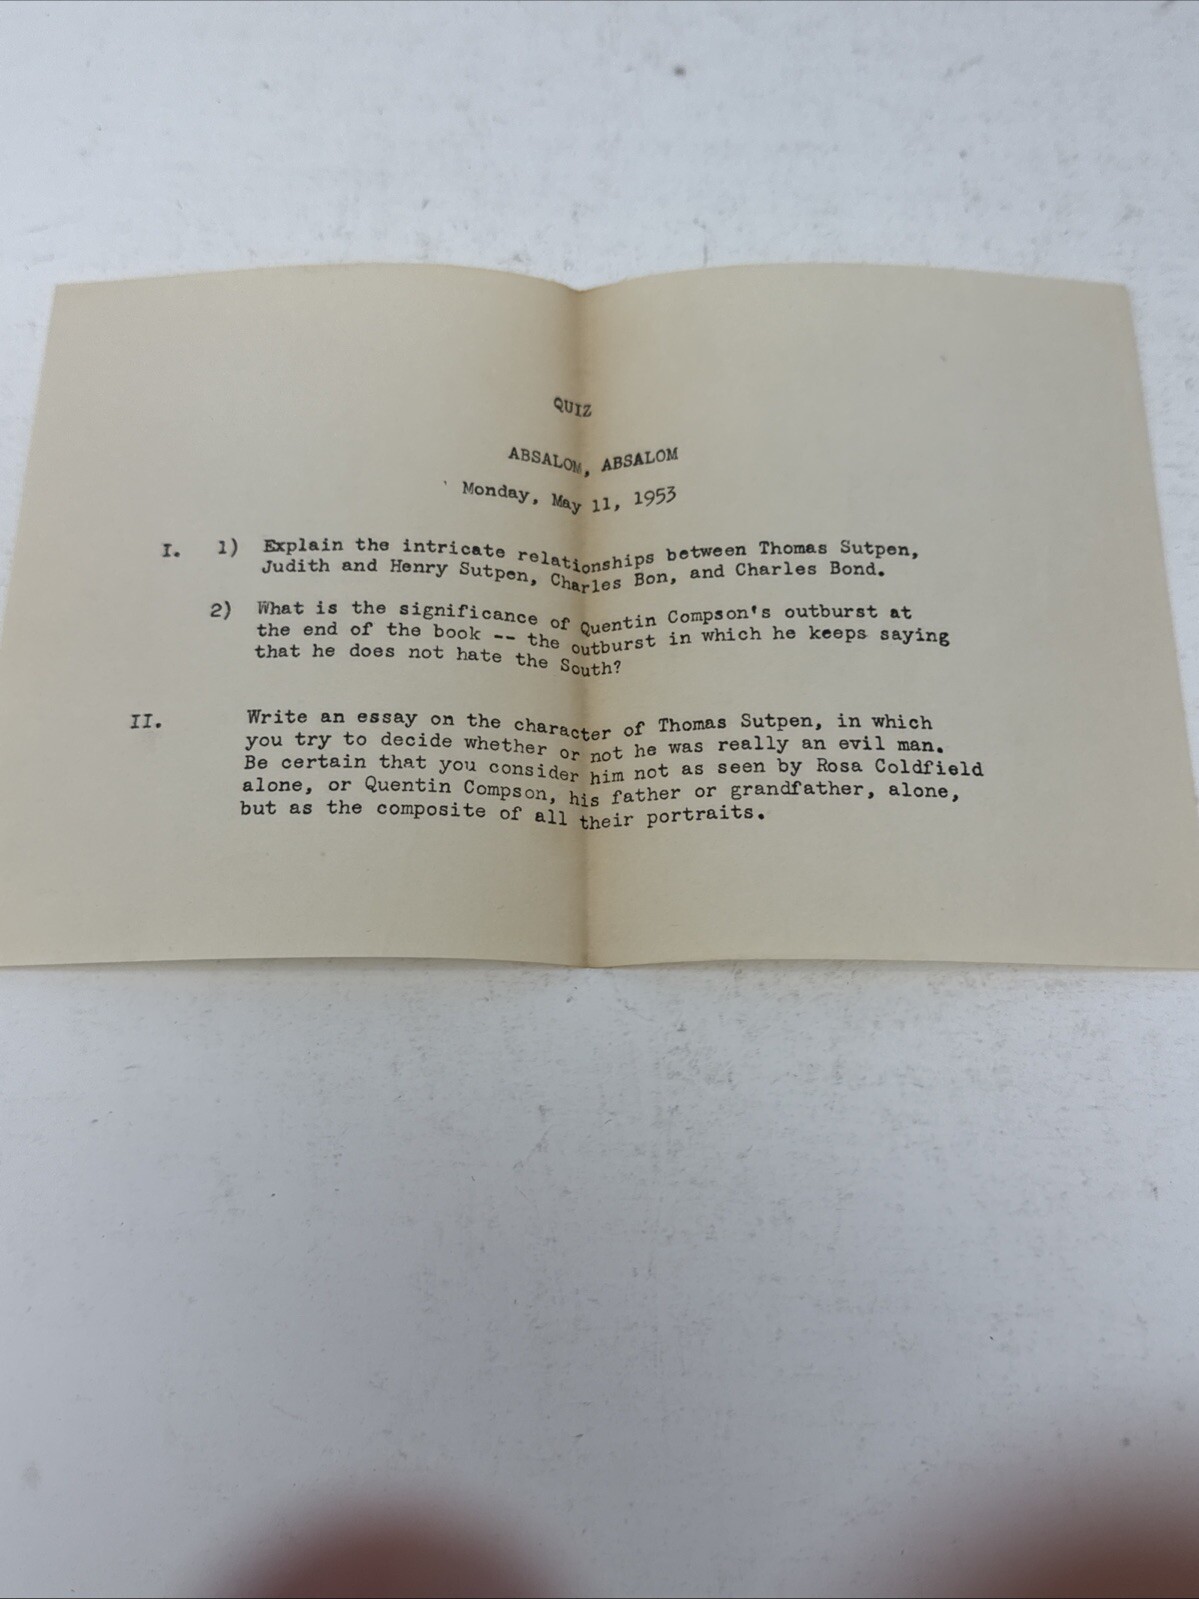 QUIZ
ABSALOM, ABSALOM
Monday, May 11, 1953
I. 1) Explain the intricate relationships between Thomas Sutpen,
Judith and Henry Sutpen, Charles Bon, and Charles Bond.
2) What is the significance of Quentin Compson's outburst at
the end of the book -- the outburst in which he keeps saying
that he does not hate the South?
II. Write an essay on the character of Thomas Sutpen, in which
you try to decide whether or not he was really an evil man.
Be certain that you consider him not as seen by Rosa Coldfield
alone, or Quentin Compson, his father or grandfather, alone,
but as the composite of all their portraits.